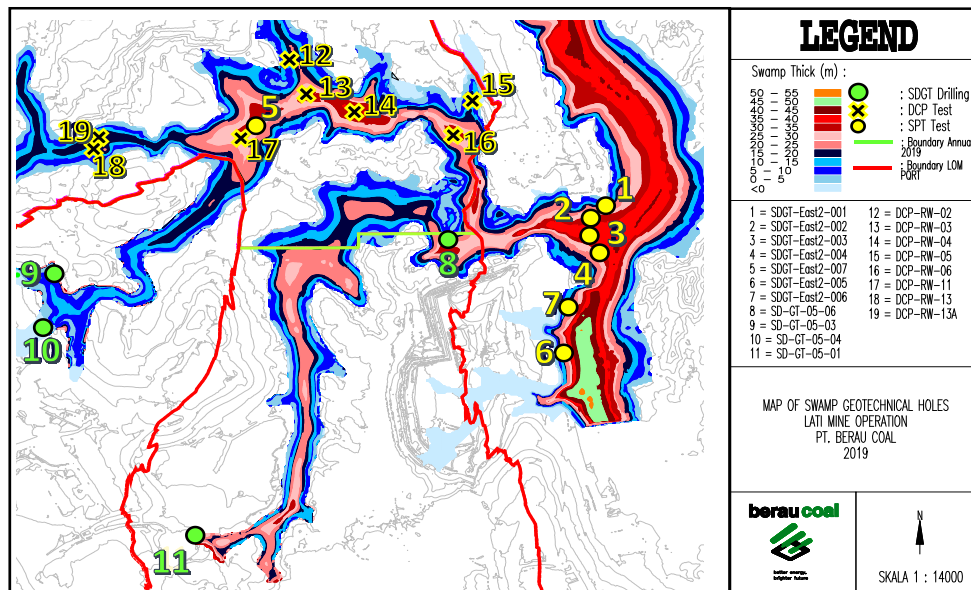 LEGEND
Swamp Thick (m) :
50 - 55
45 - 50
40 - 45
35 - 40
30 - 35
25 - 30
20 - 25
15 - 20
10 - 15
5 - 10
0 - 5
<0
: SDGT Drilling
: DCP Test
: SPT Test
: Boundary Annual
2019
: Boundary LOM
PORT
1 = SDGT-East2-001
2 = SDGT-East2-002
3 = SDGT-East2-003
4 = SDGT-East2-004
5 = SDGT-East2-007
6 = SDGT-East2-005
7 = SDGT-East2-006
8 = SD-GT-05-06
9 = SD-GT-05-03
10 = SD-GT-05-04
11 = SD-GT-05-01
12 = DCP-RW-02
13 = DCP-RW-03
14 = DCP-RW-04
15 = DCP-RW-05
16 = DCP-RW-06
17 = DCP-RW-11
18 = DCP-RW-13
19 = DCP-RW-13A
MAP OF SWAMP GEOTECHNICAL HOLES
LATI MINE OPERATION
PT. BERAU COAL
2019
berau coal
better energy,
brighter future
N
SKALA 1 : 14000
12
13
14
15
5
19
18
17
16
1
2
3
4
8
9
10
7
6
11